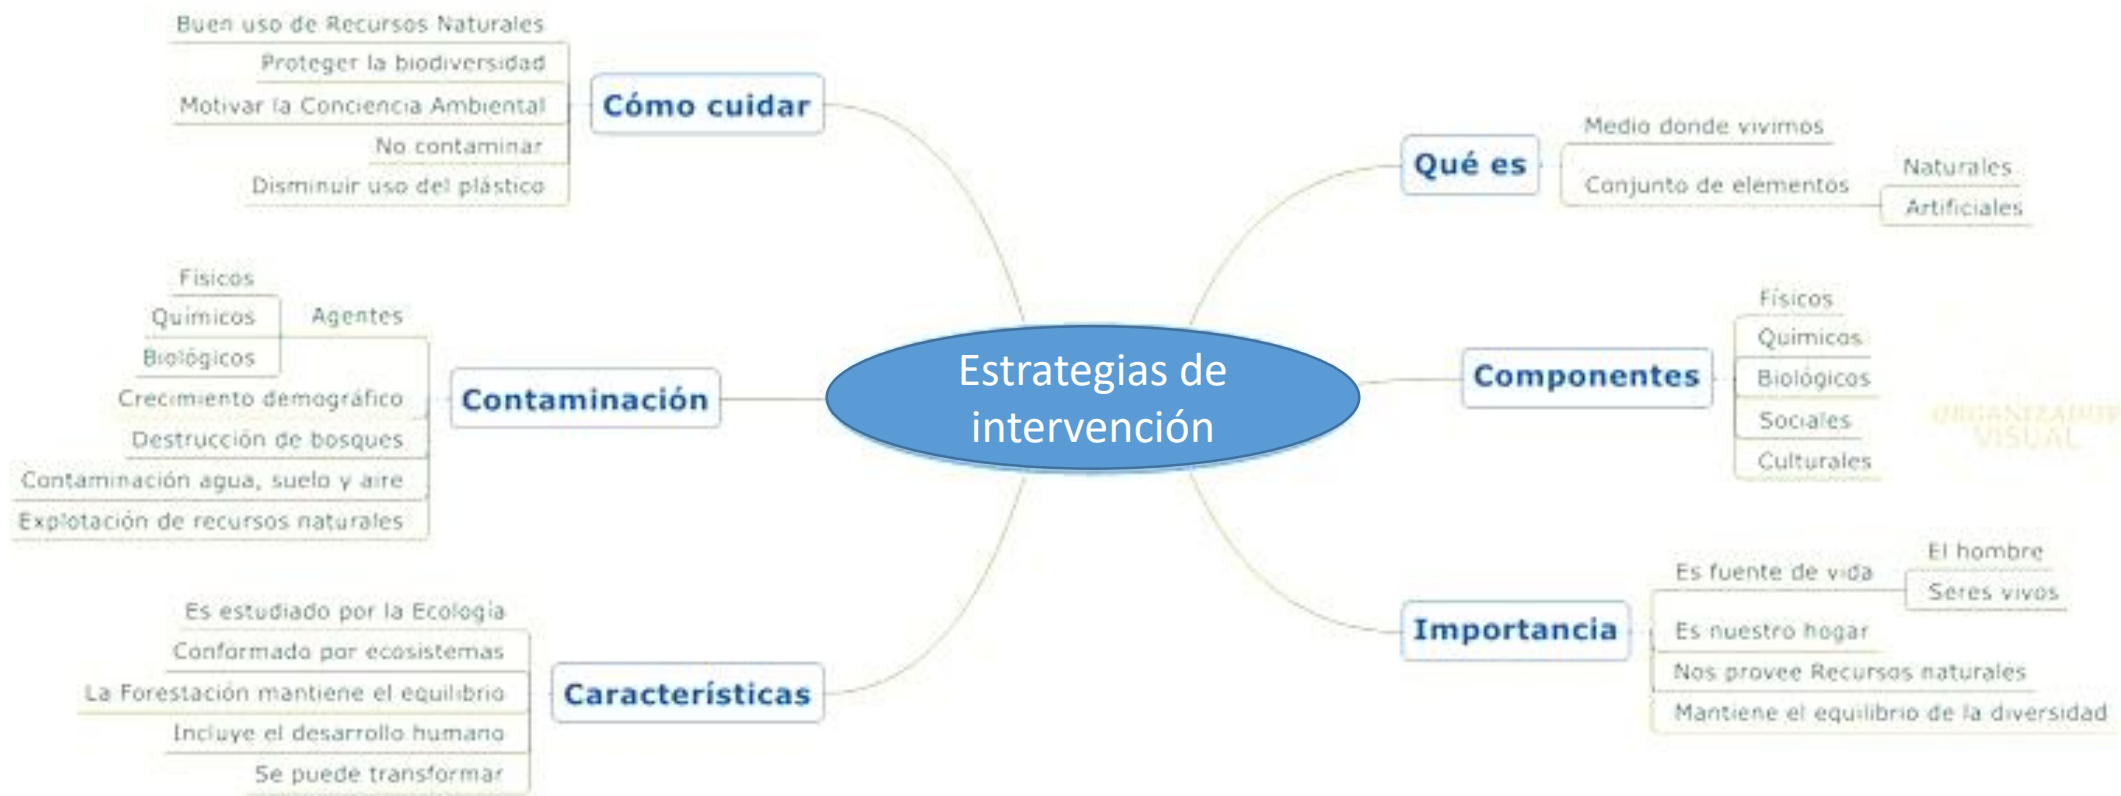 Buen uso de Recursos Naturales
Proteger la biodiversidad
Motivar la Conciencia Ambiental
No contaminar
Disminuir uso del plástico
Cómo cuidar
Físicos
Químicos
Biológicos
Agentes
Crecimiento demográfico
Destrucción de bosques
Contaminación agua, suelo y aire
Explotación de recursos naturales
Contaminación
Es estudiado por la Ecología
Conformado por ecosistemas
La Forestación mantiene el equilibrio
Incluye el desarrollo humano
Se puede transformar
Características
Estrategias de
intervención
Qué es
Medio donde vivimos
Conjunto de elementos
Naturales
Artificiales
Componentes
Físicos
Químicos
Biológicos
Sociales
Culturales
ORGANIZADOR
VISUAL
Importancia
Es fuente de vida
El hombre
Seres vivos
Es nuestro hogar
Nos provee Recursos naturales
Mantiene el equilibrio de la diversidad